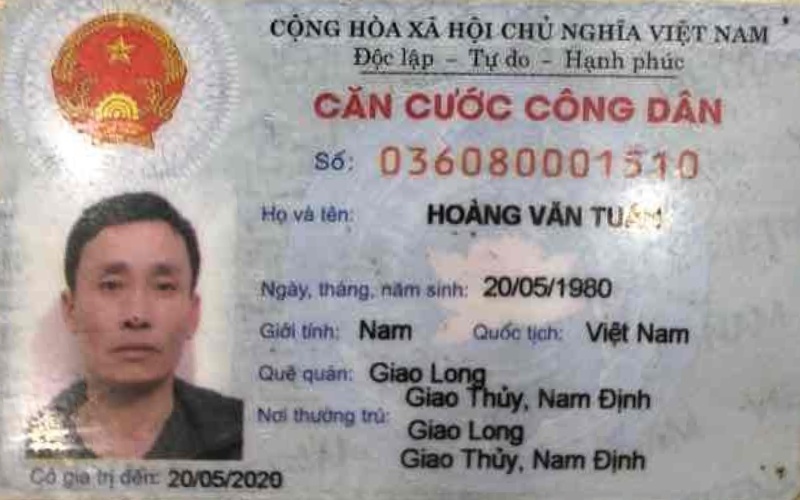 CỘNG HÒA XÃ HỘI CHỦ NGHĨA VIỆT NAM
Độc lập - Tự do - Hạnh phúc
CĂN CƯỚC CÔNG DÂN
Số: 036080001510
Họ và tên: HOÀNG VĂN
Ngày, tháng, năm sinh: 20/05/1980
Giới tính: Nam Quốc tịch: Việt Nam
Quê quán: Giao Long
Giao Thủy, Nam Định
Nơi thường trú: Giao Long
Giao Thủy, Nam Định
Có giá trị đến: 20/05/2020